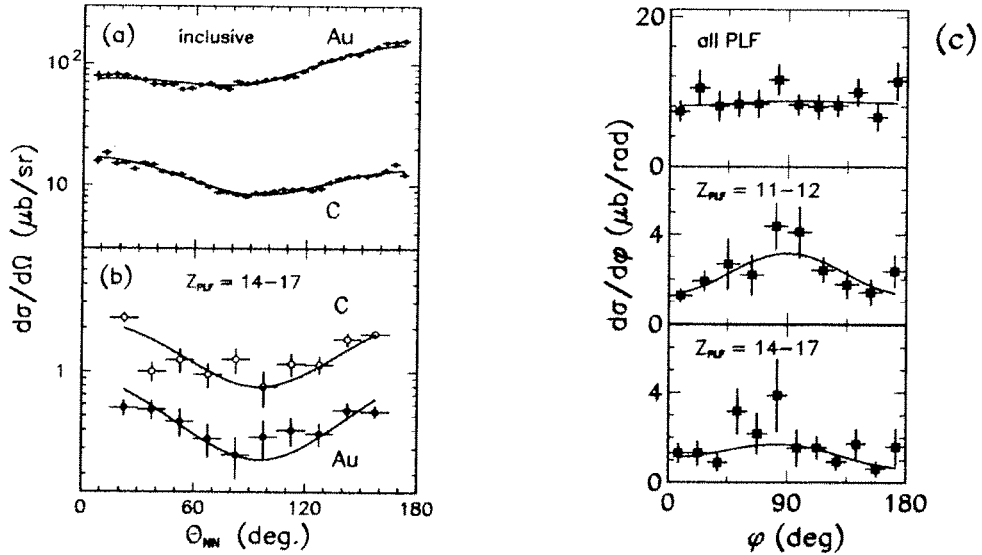 (a) inclusive Au
10²
10
C
dσ/dΩ (μb/sr)
(b) Z_PLF = 14-17
C
1
Au
0 60 120 180
Θ_NN (deg.)
(c)
20
all PLF
0
Z_PLF = 11-12
4
0
dσ/dφ (μb/rad)
Z_PLF = 14-17
4
0
0 90 180
φ (deg)